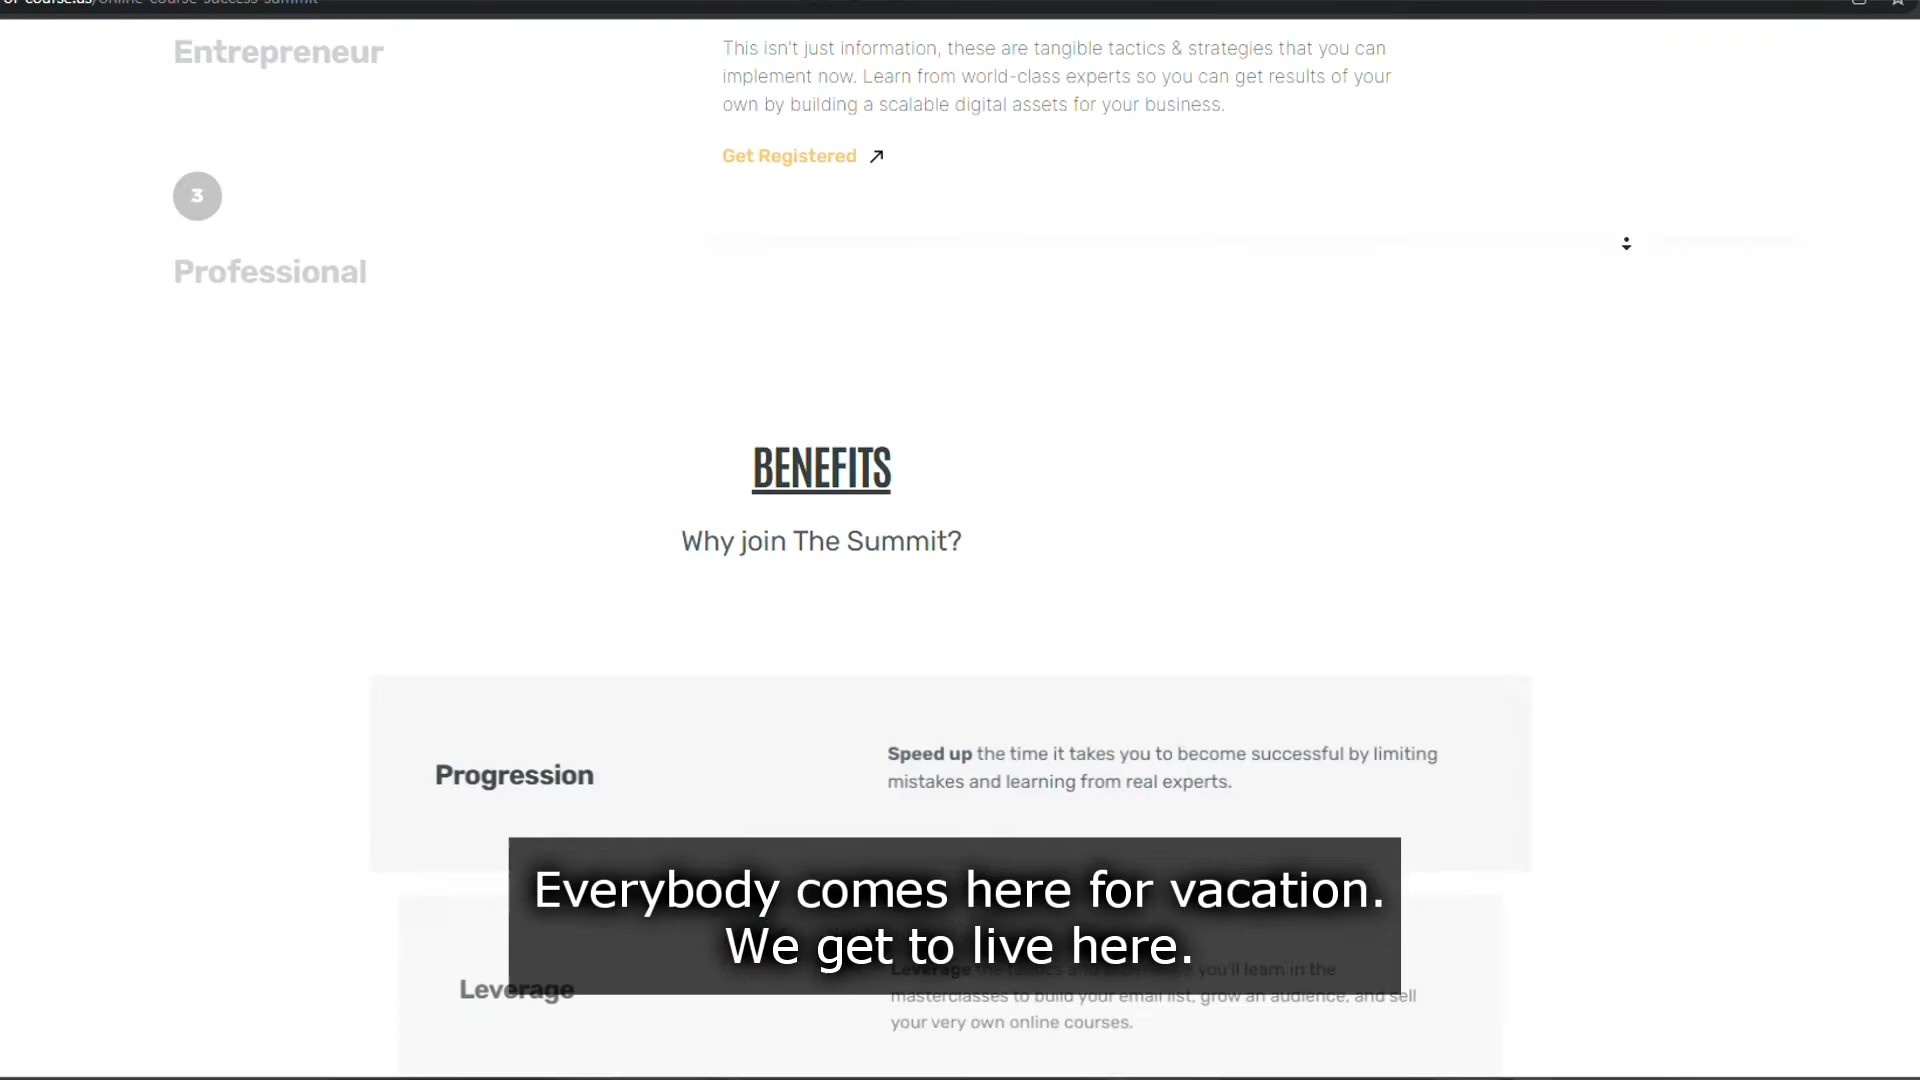 Entrepreneur
This isn't just information, these are tangible tactics & strategies that you can
implement now. Learn from world-class experts so you can get results of your
own by building a scalable digital assets for your business.
Get Registered
3
Professional
BENEFITS
Why join The Summit?
Progression
Speed up the time it takes you to become successful by limiting
mistakes and learning from real experts.
Everybody comes here for vacation.
We get to live here.
Leverage
Leverage the you'll learn in the
masterclasses to build your email list, grow an audience, and sell
your very own online courses.